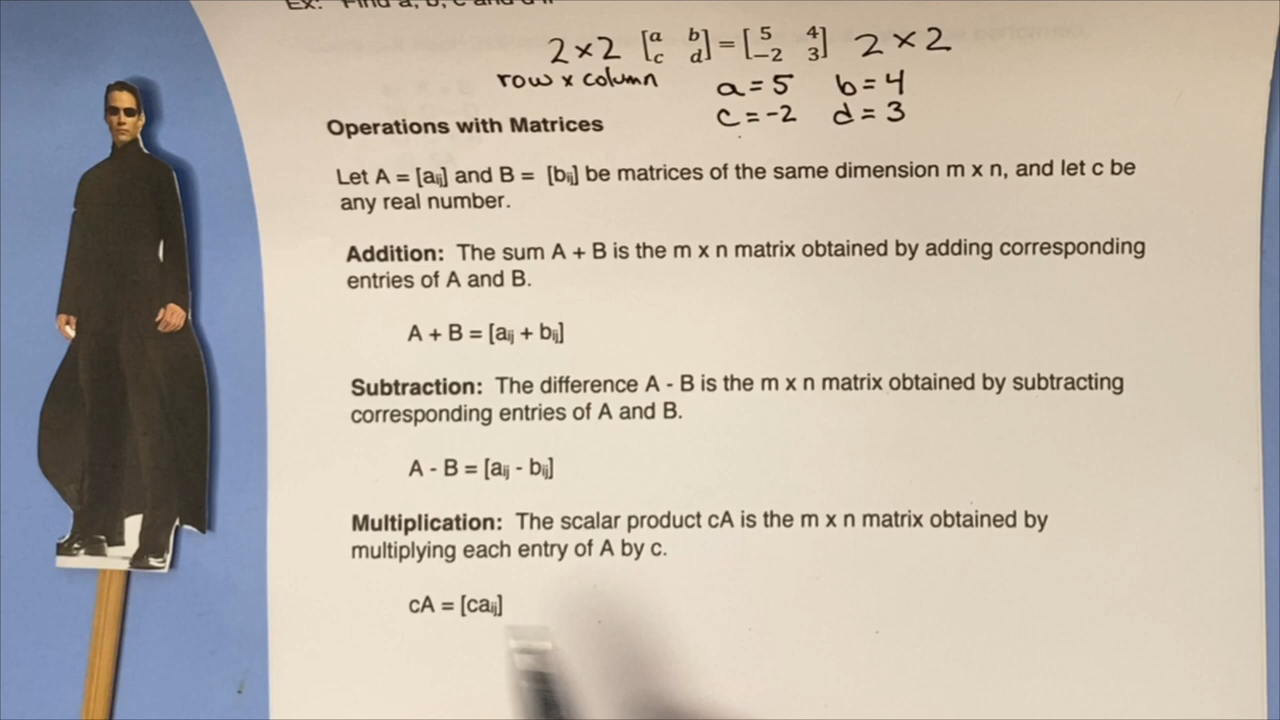 Ex: Find a, b, c and d
2×2 [a b c d] = [5 4 -2 3] 2×2
row x column a = 5 b = 4
c = -2 d = 3
Operations with Matrices
Let A = [aij] and B = [bij] be matrices of the same dimension m x n, and let c be
any real number.
Addition: The sum A + B is the m x n matrix obtained by adding corresponding
entries of A and B.
A + B = [aij + bij]
Subtraction: The difference A - B is the m x n matrix obtained by subtracting
corresponding entries of A and B.
A - B = [aij - bij]
Multiplication: The scalar product cA is the m x n matrix obtained by
multiplying each entry of A by c.
cA = [caij]